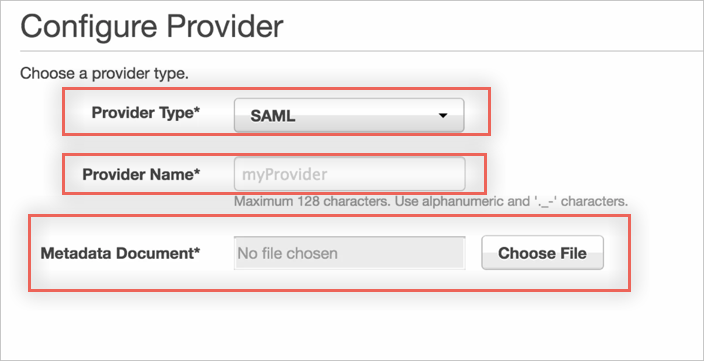 Configure Provider
Choose a provider type.
Provider Type* SAML
Provider Name* myProvider
Maximum 128 characters. Use alphanumeric and '._-' characters.
Metadata Document* No file chosen Choose File